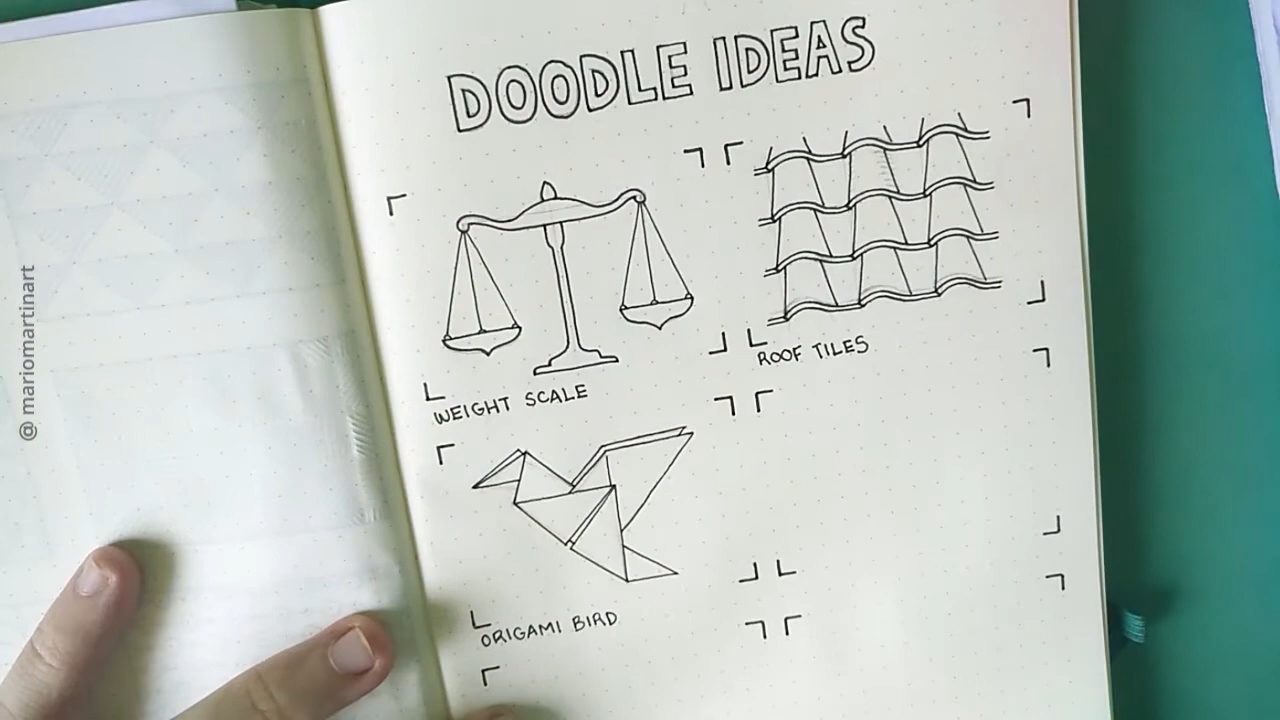 DOODLE IDEAS
WEIGHT SCALE
ROOF TILES
ORIGAMI BIRD
@mariomartinart